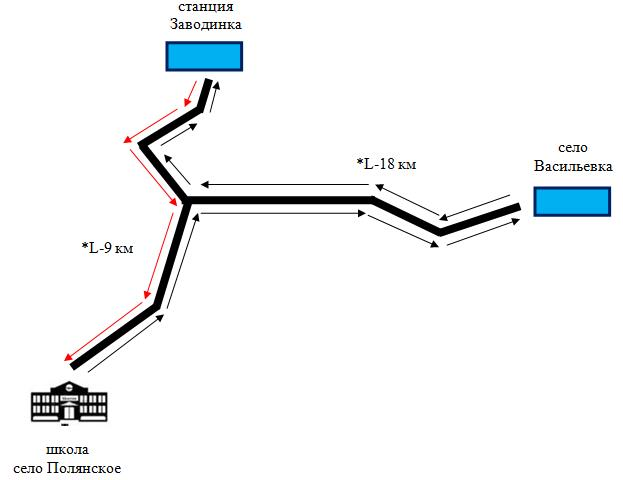 станция
Заводинка
*L-18 км
село
Васильевка
*L-9 км
школа
село Полянское